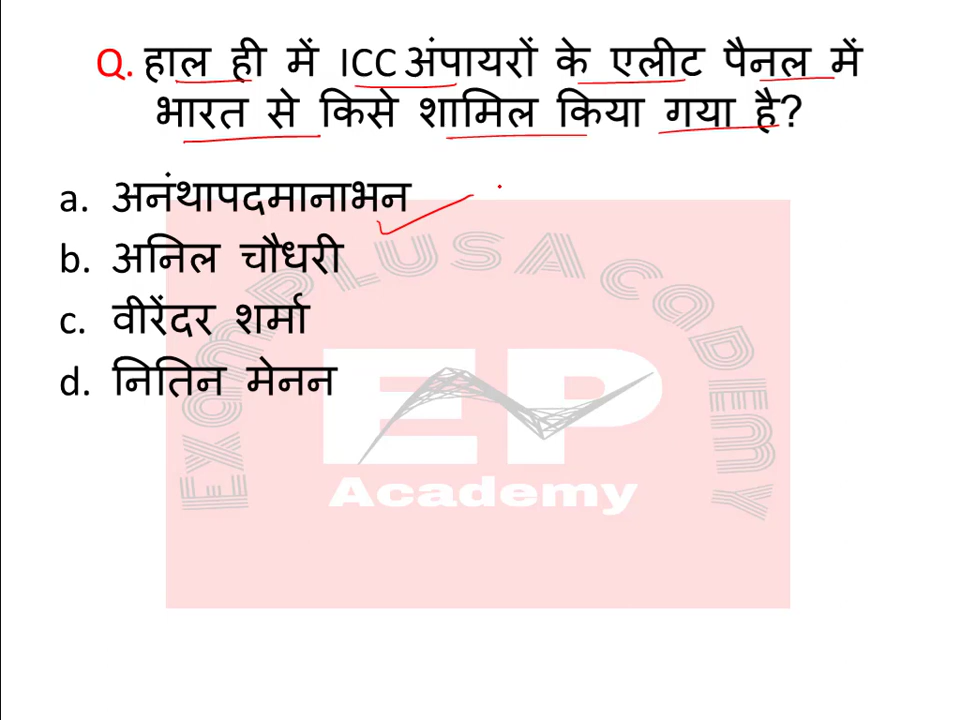 Q. हाल ही में ICC अंपायरों के एलीट पैनल में
भारत से किसे शामिल किया गया है?
a. अनंथापदमानाभन
b. अनिल चौधरी
c. वीरेंदर शर्मा
d. नितिन मेनन
Exam PLUS ACADEMY
EP
Academy